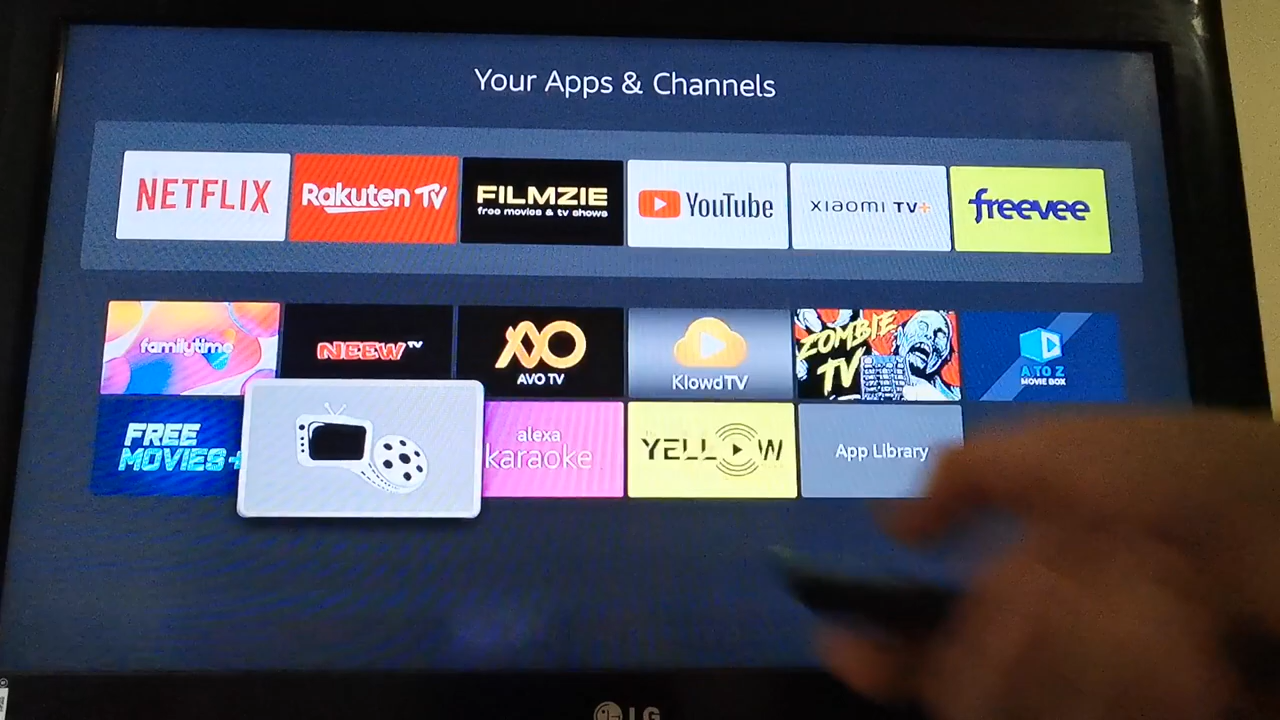 Your Apps & Channels
NETFLIX
Rakuten TV
FILMZIE
free movies & tv shows
YouTube
xiaomi TV+
freevee
familytime
NEEW TV
AVO TV
KlowdTV
ZOMBIE
TV
A TO Z
MOVIE BOX
FREE
MOVIES+
alexa
karaoke
YELLOW
App Library
LG